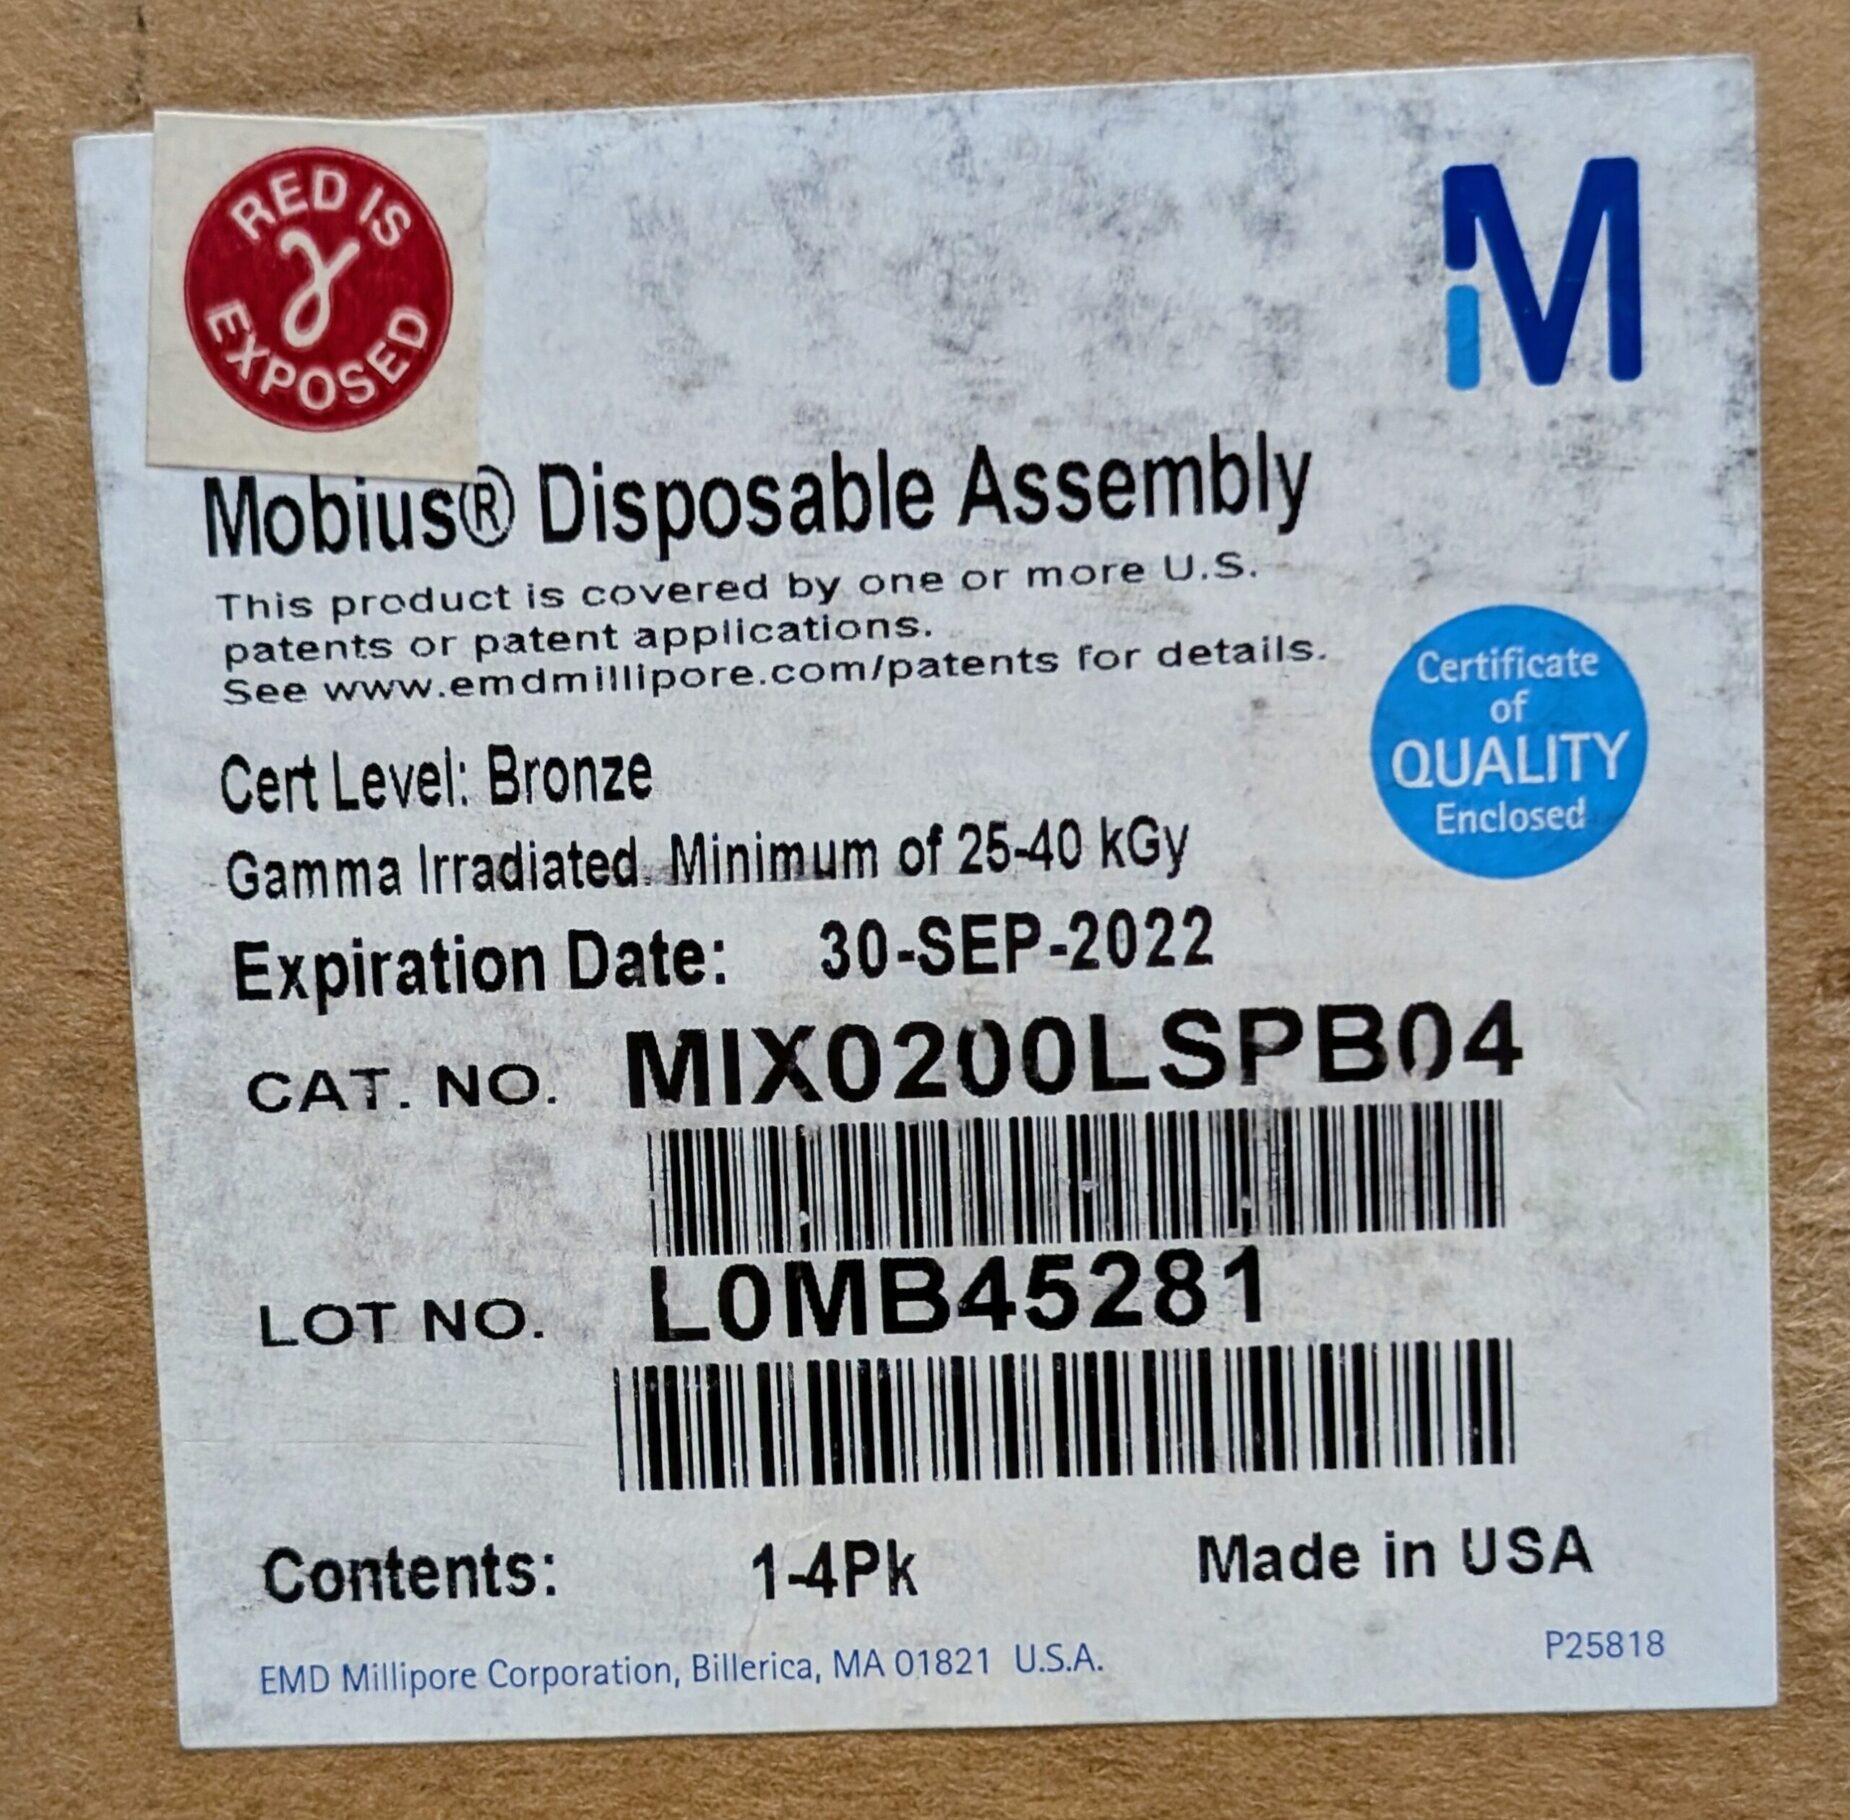 RED IS
γ
EXPOSED
M
Mobius® Disposable Assembly
This product is covered by one or more U.S.
patents or patent applications.
See www.emdmillipore.com/patents for details.
Certificate
of
QUALITY
Enclosed
Cert Level: Bronze
Gamma Irradiated. Minimum of 25-40 kGy
Expiration Date: 30-SEP-2022
CAT. NO. MIX0200LSPB04
LOT NO. L0MB45281
Contents: 1-4Pk Made in USA
EMD Millipore Corporation, Billerica, MA 01821 U.S.A. P25818